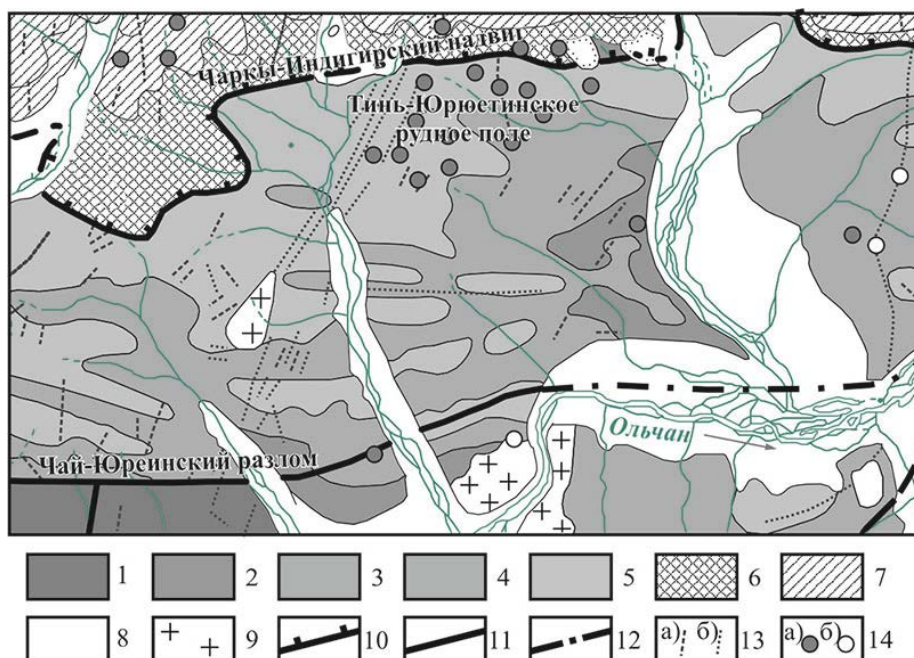 Чаркы-Индигирский надвиг
Тинь-Юрюетинское
рудное поле
Ольчан
Чай-Юреинский разлом
1 2 3 4 5 6 7
8 9 10 11 12 а) б) 13 а) б) 14